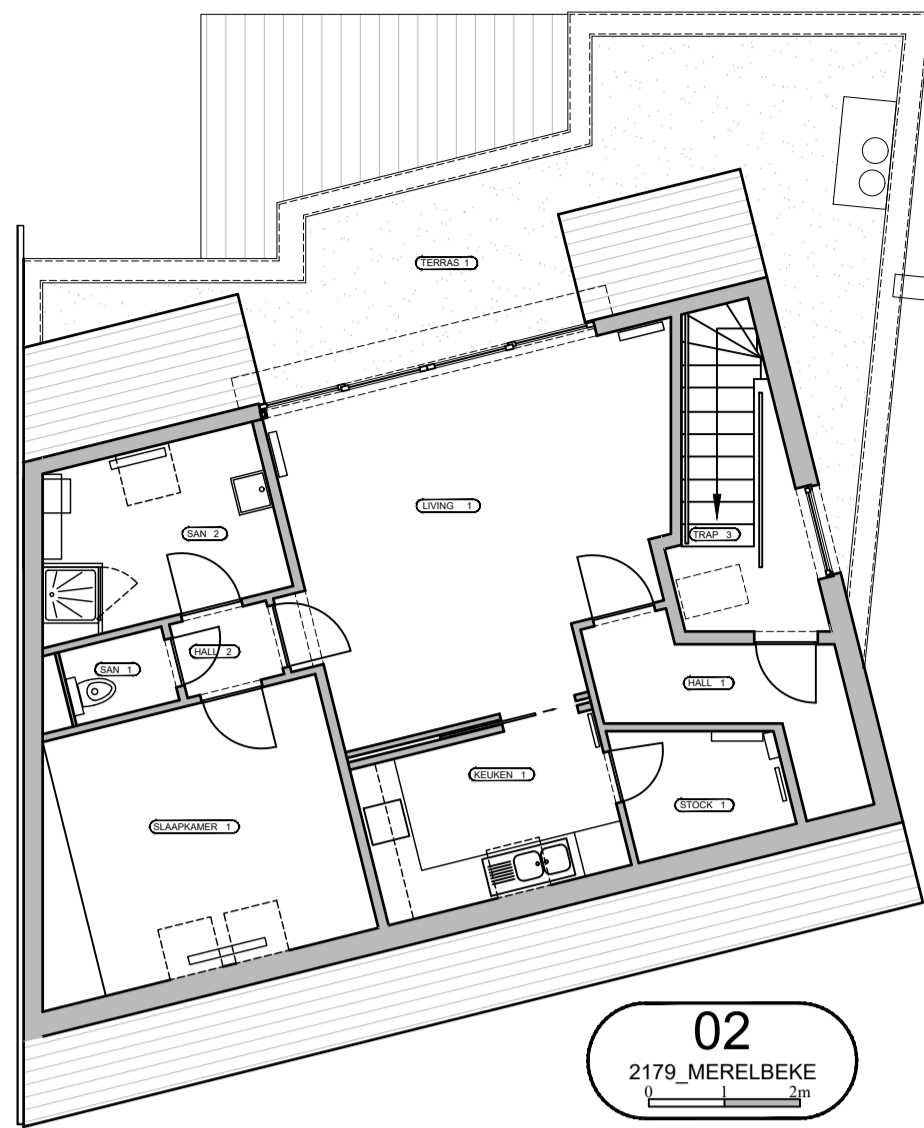 TERRAS 1
LIVING 1
SAN 2
TRAP 3
HALL 2
SAN 1
HALL 1
KEUKEN 1
STOCK 1
SLAAPKAMER 1
02
2179_MERELBEKE
0 1 2m